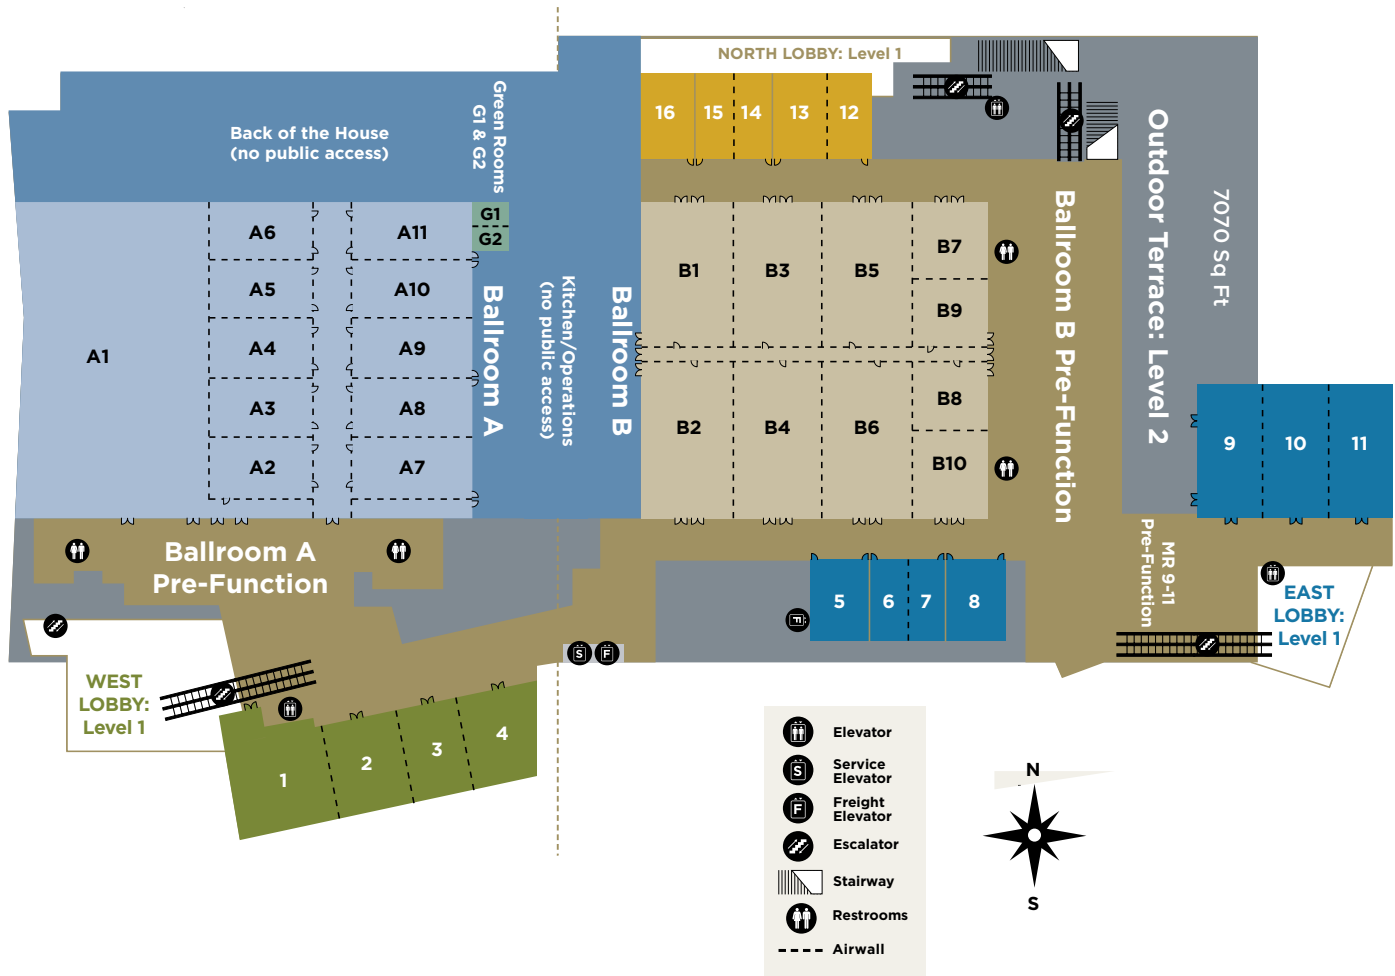 NORTH LOBBY: Level 1
16
15
14
13
12
Back of the House
(no public access)
Green Rooms
G1 & G2
G1
G2
A1
A6
A5
A4
A3
A2
A11
A10
A9
A8
A7
Ballroom A
Kitchen/Operations
(no public access)
Ballroom B
B1
B3
B5
B7
B9
B2
B4
B6
B8
B10
Ballroom B Pre-Function
Outdoor Terrace: Level 2
7070 Sq Ft
9
10
11
MR 9-11
Pre-Function
EAST
LOBBY:
Level 1
Ballroom A
Pre-Function
5
6
7
8
F
S
F
WEST
LOBBY:
Level 1
1
2
3
4
Elevator
S
Service
Elevator
F
Freight
Elevator
Escalator
Stairway
Restrooms
Airwall
N
S